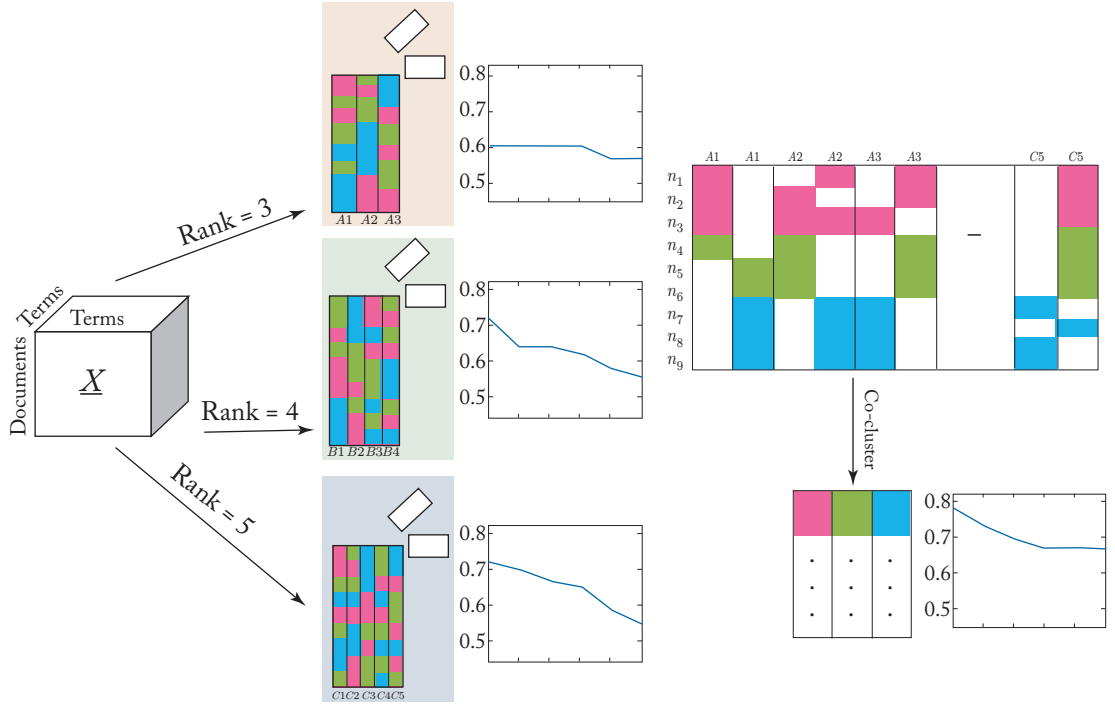 0.8
0.7
0.6
0.5
A1 A2 A3
Rank = 3
A1 A1 A2 A2 A3 A3 C5 C5
n1
n2
n3
n4
n5
n6
n7
n8
n9
–
Terms
Terms
Documents
X
0.8
0.7
0.6
0.5
B1 B2 B3 B4
Rank = 4
Co-cluster
Rank = 5
0.8
0.7
0.6
0.5
C1 C2 C3 C4 C5
0.8
0.7
0.6
0.5